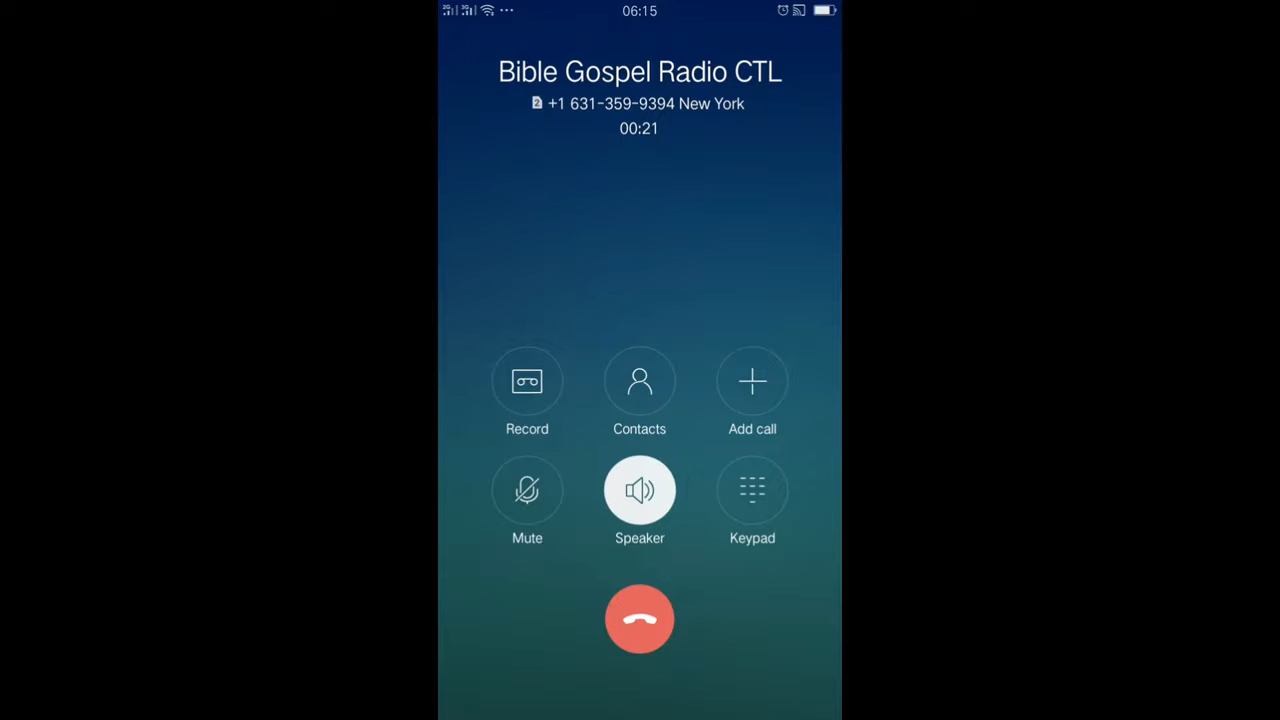 06:15
Bible Gospel Radio CTL
2 +1 631-359-9394 New York
00:21
Record Contacts Add call
Mute Speaker Keypad